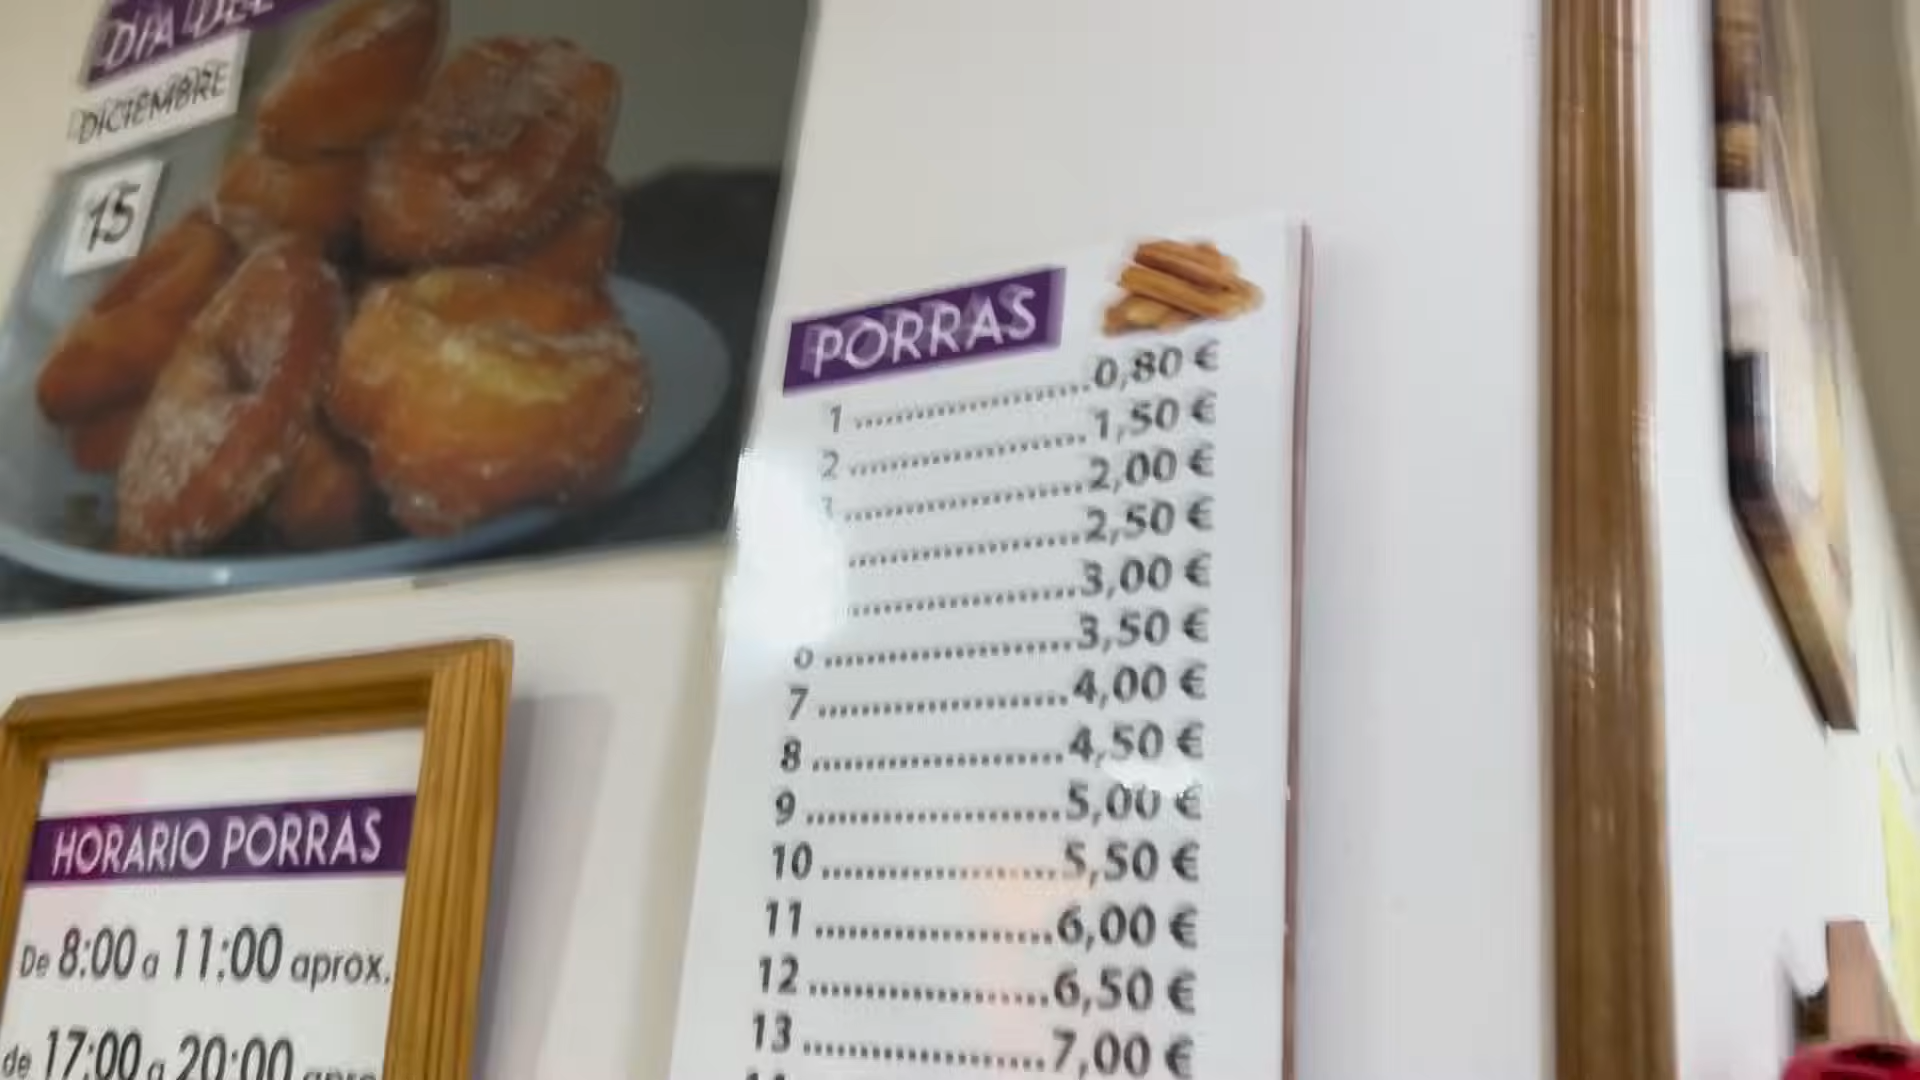 DÍA DEL
DICIEMBRE
15
PORRAS
1 0,80 €
2 1,50 €
2,00 €
2,50 €
3,00 €
3,50 €
7 4,00 €
8 4,50 €
9 5,00 €
10 5,50 €
11 6,00 €
12 6,50 €
13 7,00 €
HORARIO PORRAS
De 8:00 a 11:00 aprox.
de 17:00 a 20:00